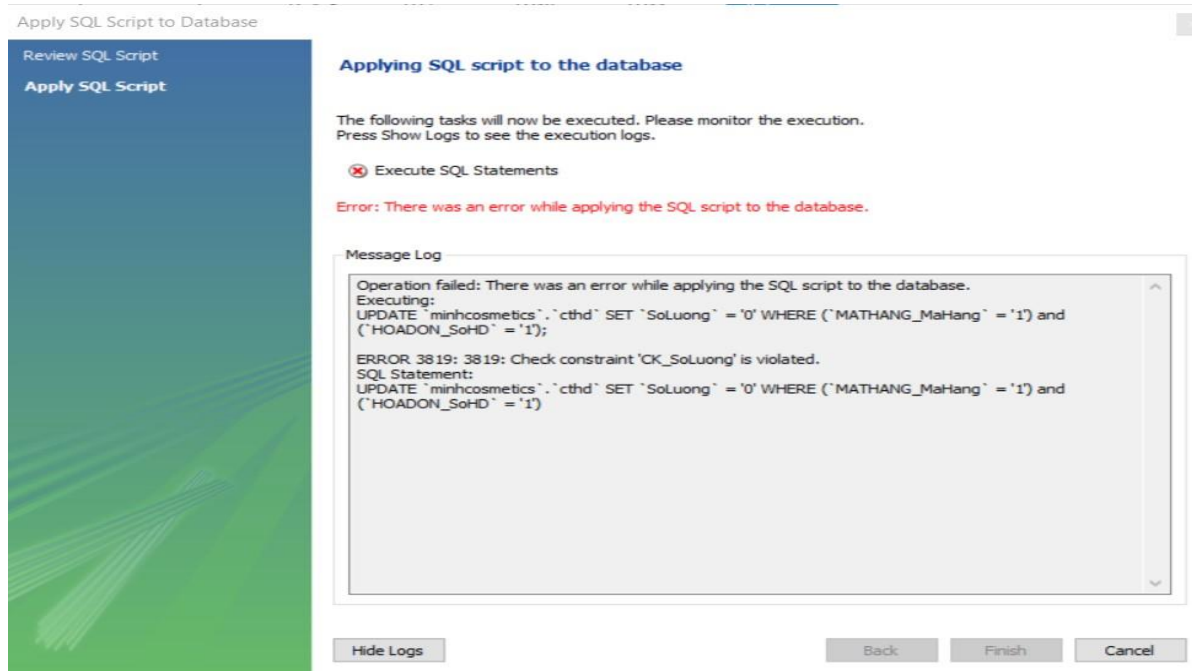 Apply SQL Script to Database
Review SQL Script
Apply SQL Script
Applying SQL script to the database
The following tasks will now be executed. Please monitor the execution.
Press Show Logs to see the execution logs.
Execute SQL Statements
Error: There was an error while applying the SQL script to the database.
Message Log
Operation failed: There was an error while applying the SQL script to the database.
Executing:
UPDATE `minhcosmetics`.`cthd` SET `SoLuong` = '0' WHERE (`MATHANG_MaHang` = '1') and
(`HOADON_SoHD` = '1');
ERROR 3819: 3819: Check constraint 'CK_SoLuong' is violated.
SQL Statement:
UPDATE `minhcosmetics`.`cthd` SET `SoLuong` = '0' WHERE (`MATHANG_MaHang` = '1') and
(`HOADON_SoHD` = '1')
Hide Logs
Back
Finish
Cancel